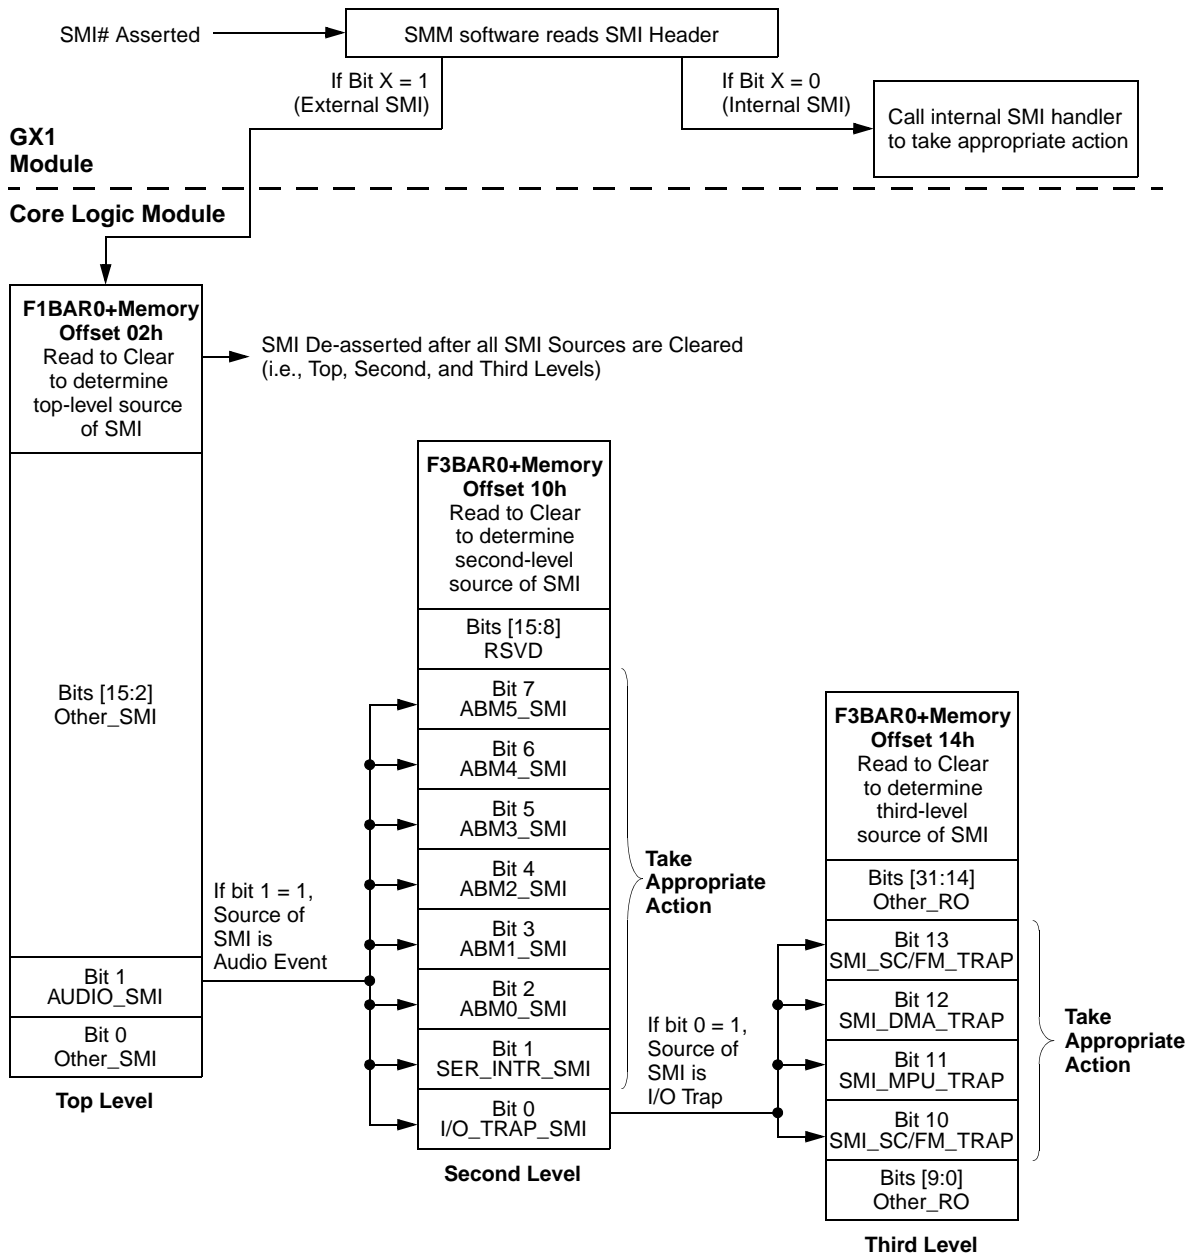 SMI# Asserted
SMM software reads SMI Header
If Bit X = 1
(External SMI)
If Bit X = 0
(Internal SMI)
Call internal SMI handler
to take appropriate action
GX1
Module
Core Logic Module
F1BAR0+Memory
Offset 02h
Read to Clear
to determine
top-level source
of SMI
SMI De-asserted after all SMI Sources are Cleared
(i.e., Top, Second, and Third Levels)
Bits [15:2]
Other_SMI
Bit 1
AUDIO_SMI
Bit 0
Other_SMI
Top Level
If bit 1 = 1,
Source of
SMI is
Audio Event
F3BAR0+Memory
Offset 10h
Read to Clear
to determine
second-level
source of SMI
Bits [15:8]
RSVD
Bit 7
ABM5_SMI
Bit 6
ABM4_SMI
Bit 5
ABM3_SMI
Bit 4
ABM2_SMI
Bit 3
ABM1_SMI
Bit 2
ABM0_SMI
Bit 1
SER_INTR_SMI
Bit 0
I/O_TRAP_SMI
Second Level
Take
Appropriate
Action
If bit 0 = 1,
Source of
SMI is
I/O Trap
F3BAR0+Memory
Offset 14h
Read to Clear
to determine
third-level
source of SMI
Bits [31:14]
Other_RO
Bit 13
SMI_SC/FM_TRAP
Bit 12
SMI_DMA_TRAP
Bit 11
SMI_MPU_TRAP
Bit 10
SMI_SC/FM_TRAP
Bits [9:0]
Other_RO
Third Level
Take
Appropriate
Action